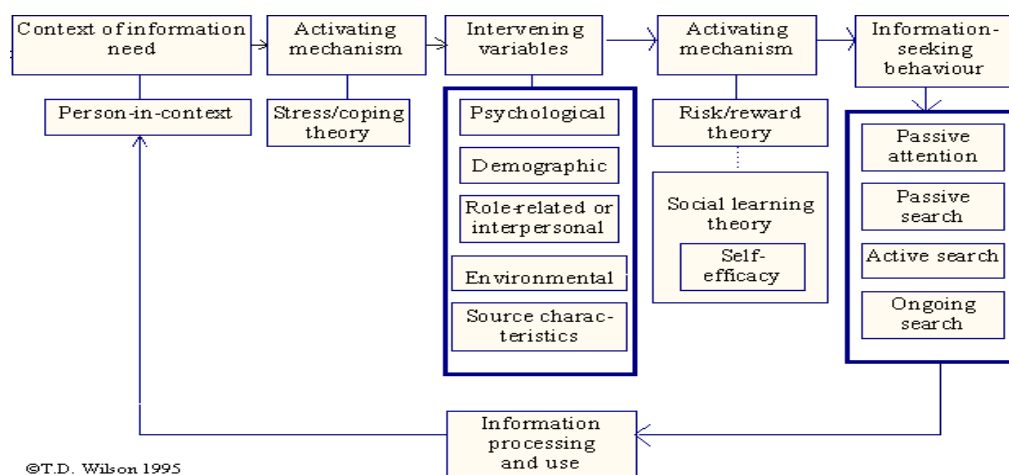 Context of information
need
Activating
mechanism
Intervening
variables
Activating
mechanism
Information-
seeking
behaviour
Person-in-context
Stress/coping
theory
Psychological
Demographic
Role-related or
interpersonal
Environmental
Source charac-
teristics
Risk/reward
theory
Social learning
theory
Self-
efficacy
Passive
attention
Passive
search
Active search
Ongoing
search
Information
processing
and use
©T.D. Wilson 1995